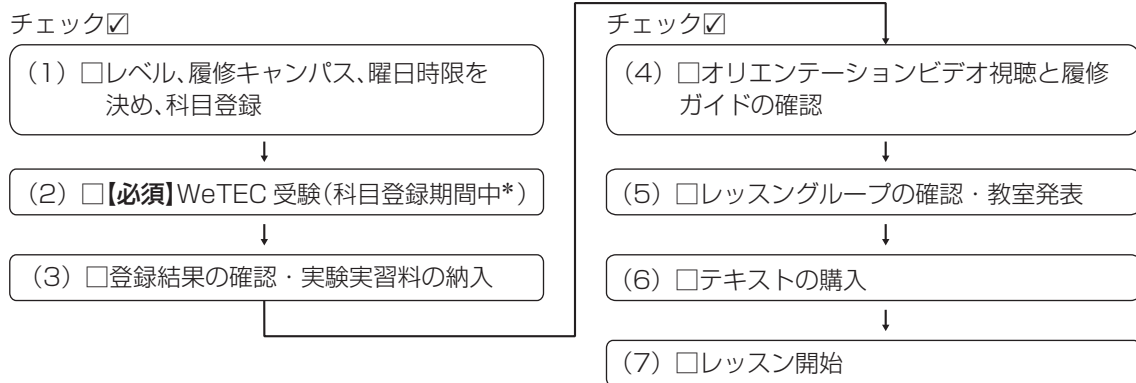 チェック☑
(1) □レベル、履修キャンパス、曜日時限を
決め、科目登録
(2) □【必須】WeTEC 受験(科目登録期間中*)
(3) □登録結果の確認・実験実習料の納入
チェック☑
(4) □オリエンテーションビデオ視聴と履修
ガイドの確認
(5) □レッスングループの確認・教室発表
(6) □テキストの購入
(7) □レッスン開始